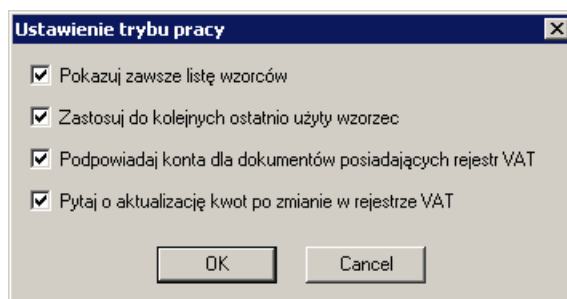 Ustawienie trybu pracy
Pokazuj zawsze listę wzorców
Zastosuj do kolejnych ostatnio użyty wzorzec
Podpowiadaj konta dla dokumentów posiadających rejestr VAT
Pytaj o aktualizację kwot po zmianie w rejestrze VAT
OK
Cancel